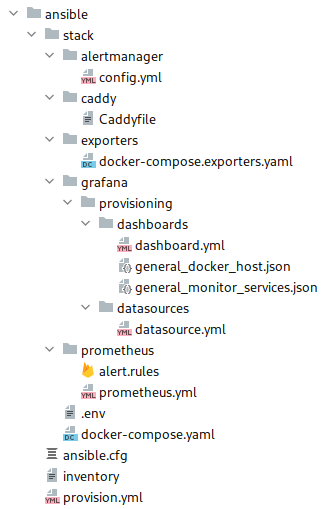 ansible
stack
alertmanager
config.yml
caddy
Caddyfile
exporters
docker-compose.exporters.yaml
grafana
provisioning
dashboards
dashboard.yml
general_docker_host.json
general_monitor_services.json
datasources
datasource.yml
prometheus
alert.rules
prometheus.yml
.env
docker-compose.yaml
ansible.cfg
inventory
provision.yml